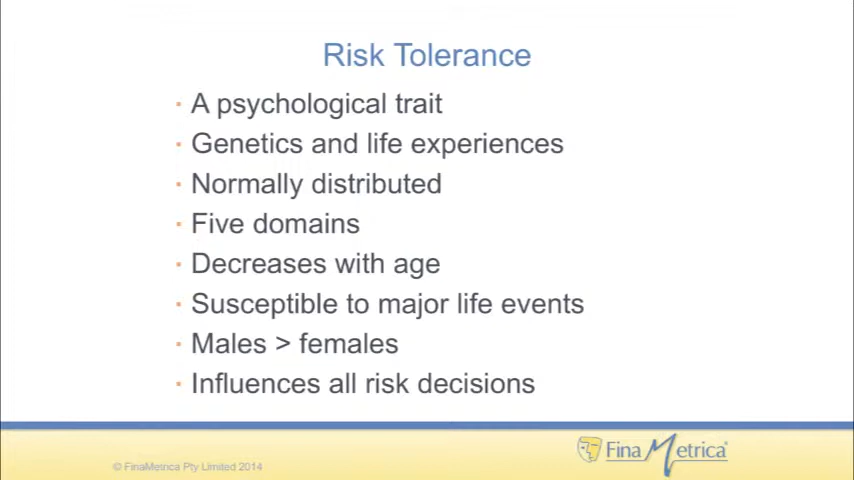 Risk Tolerance
· A psychological trait
· Genetics and life experiences
· Normally distributed
· Five domains
· Decreases with age
· Susceptible to major life events
· Males > females
· Influences all risk decisions
© FinaMetrica Pty Limited 2014
FinaMetrica